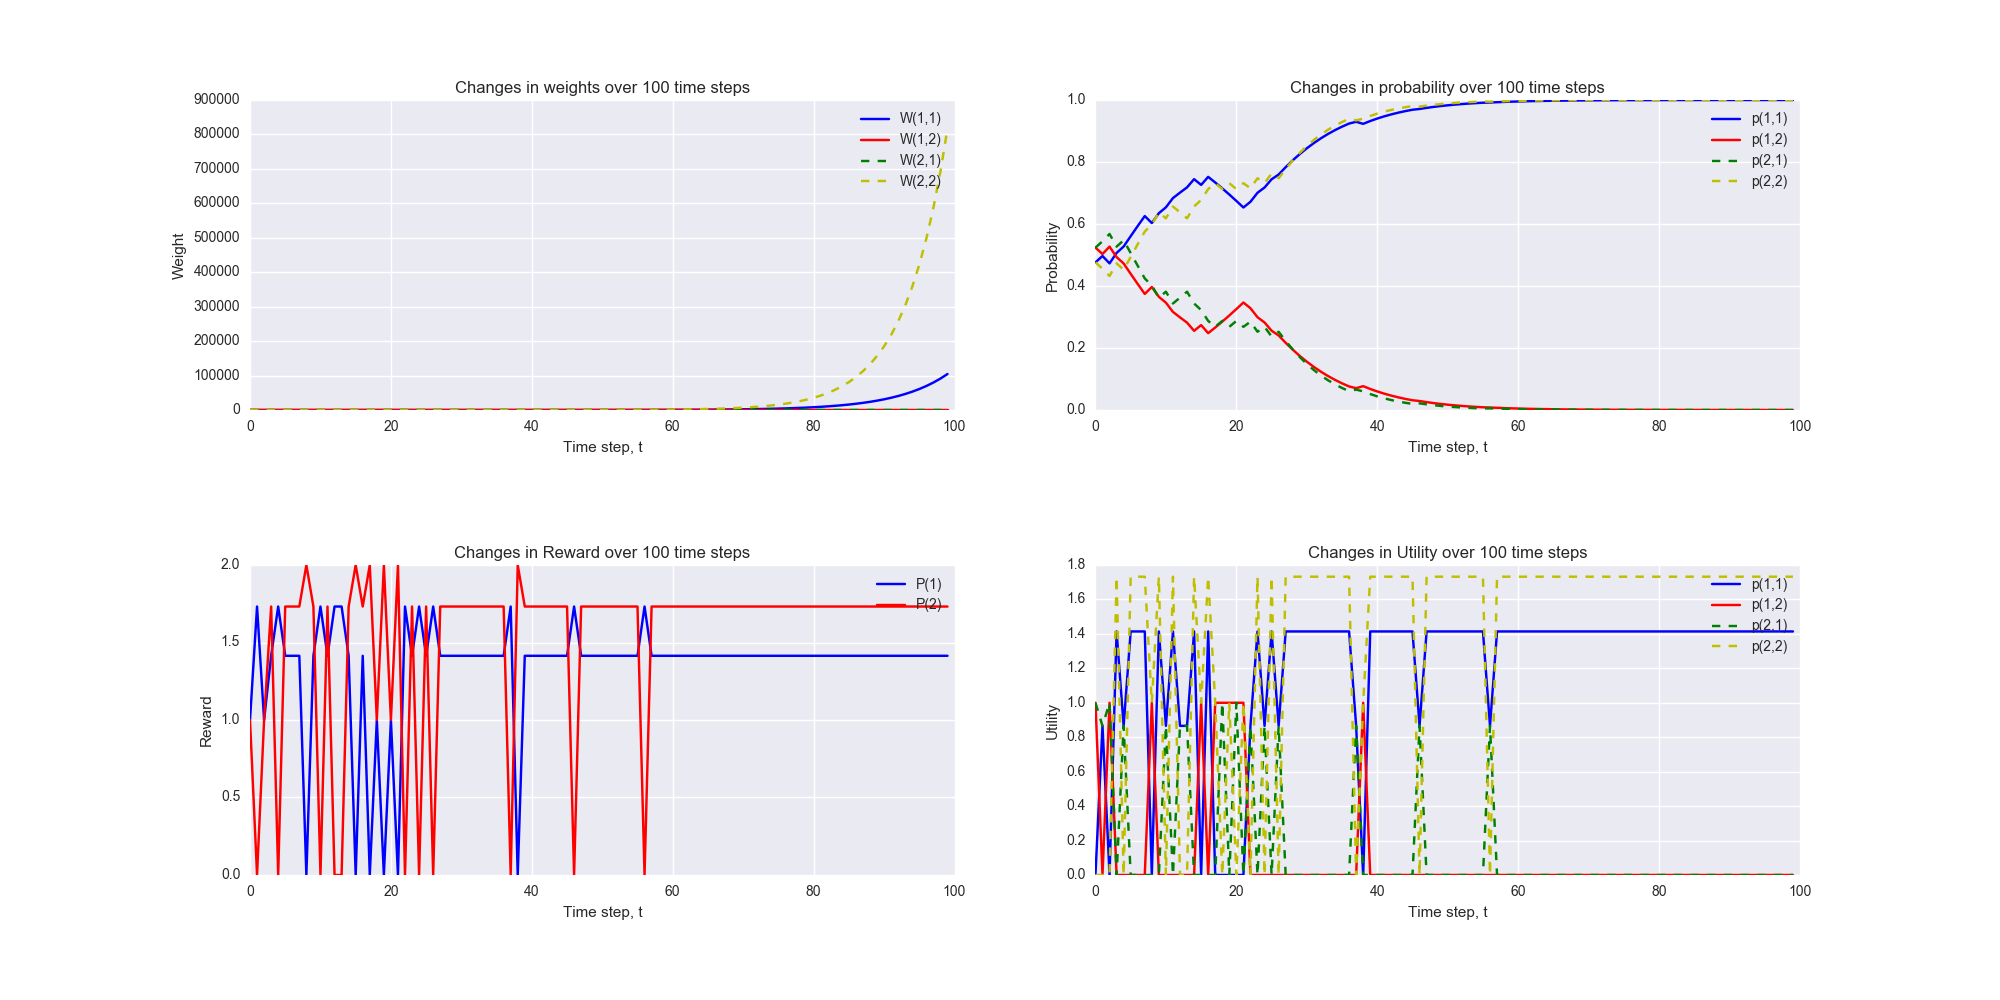 Changes in weights over 100 time steps
900000
800000
700000
600000
500000
400000
300000
200000
100000
0
Weight
W(1,1)
W(1,2)
W(2,1)
W(2,2)
0 20 40 60 80 100
Time step, t
Changes in probability over 100 time steps
1.0
0.8
0.6
0.4
0.2
0.0
Probability
p(1,1)
p(1,2)
p(2,1)
p(2,2)
0 20 40 60 80 100
Time step, t
Changes in Reward over 100 time steps
2.0
1.5
1.0
0.5
0.0
Reward
P(1)
P(2)
0 20 40 60 80 100
Time step, t
Changes in Utility over 100 time steps
1.8
1.6
1.4
1.2
1.0
0.8
0.6
0.4
0.2
0.0
Utility
p(1,1)
p(1,2)
p(2,1)
p(2,2)
0 20 40 60 80 100
Time step, t